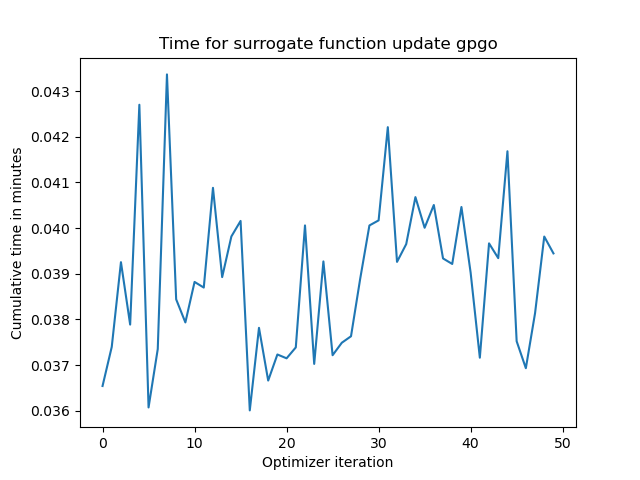 Time for surrogate function update gpgo
Cumulative time in minutes
0.043
0.042
0.041
0.040
0.039
0.038
0.037
0.036
0 10 20 30 40 50
Optimizer iteration